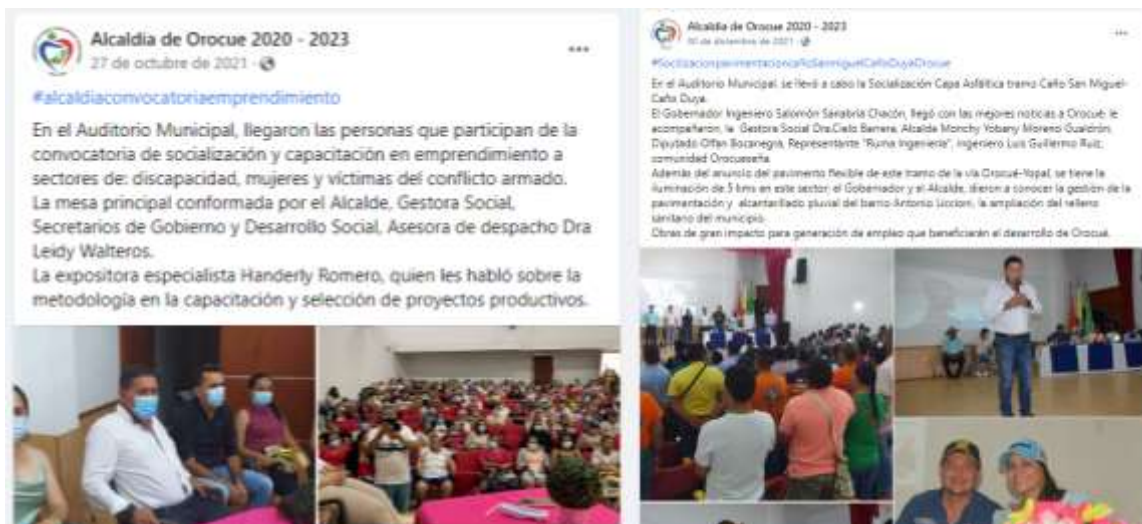 Alcaldía de Orocue 2020 - 2023
27 de octubre de 2021
#alcaldiaconvocatoriaemprendimiento
En el Auditorio Municipal, llegaron las personas que participan de la
convocatoria de socialización y capacitación en emprendimiento a
sectores de: discapacidad, mujeres y víctimas del conflicto armado.
La mesa principal conformada por el Alcalde, Gestora Social,
Secretarios de Gobierno y Desarrollo Social, Asesora de despacho Dra
Leidy Walteros.
La expositora especialista Handerly Romero, quien les habló sobre la
metodología en la capacitación y selección de proyectos productivos.
Alcaldía de Orocue 2020 - 2023
de diciembre de 2021
En el Auditorio Municipal, se llevó a cabo la Socialización Capa Asfáltica tramo Caño San Miguel-
Caño Duya.
El Gobernador Ingeniero Salomón Sanabria Chacón, llegó con las mejores noticias a Orocué; le
acompañaron, la Gestora Social Dra.Cielo Barrera, Alcalde Monchy Yobany Moreno Gualdrón,
Diputado Offan Bocanegra, Representante "Ruma Ingeniería", ingeniero Luis Guillermo Ruiz,
comunidad Orocueseña.
Además del anuncio del pavimento flexible de este tramo de la vía Orocué-Yopal, se tiene la
iluminación de 5 kms en este sector; el Gobernador y el Alcalde, dieron a conocer la gestión de la
pavimentación y alcantarillado pluvial del barrio Antonio Liccioni, la ampliación del relleno
sanitario del municipio.
Obras de gran impacto para generación de empleo que beneficiarán el desarrollo de Orocué.